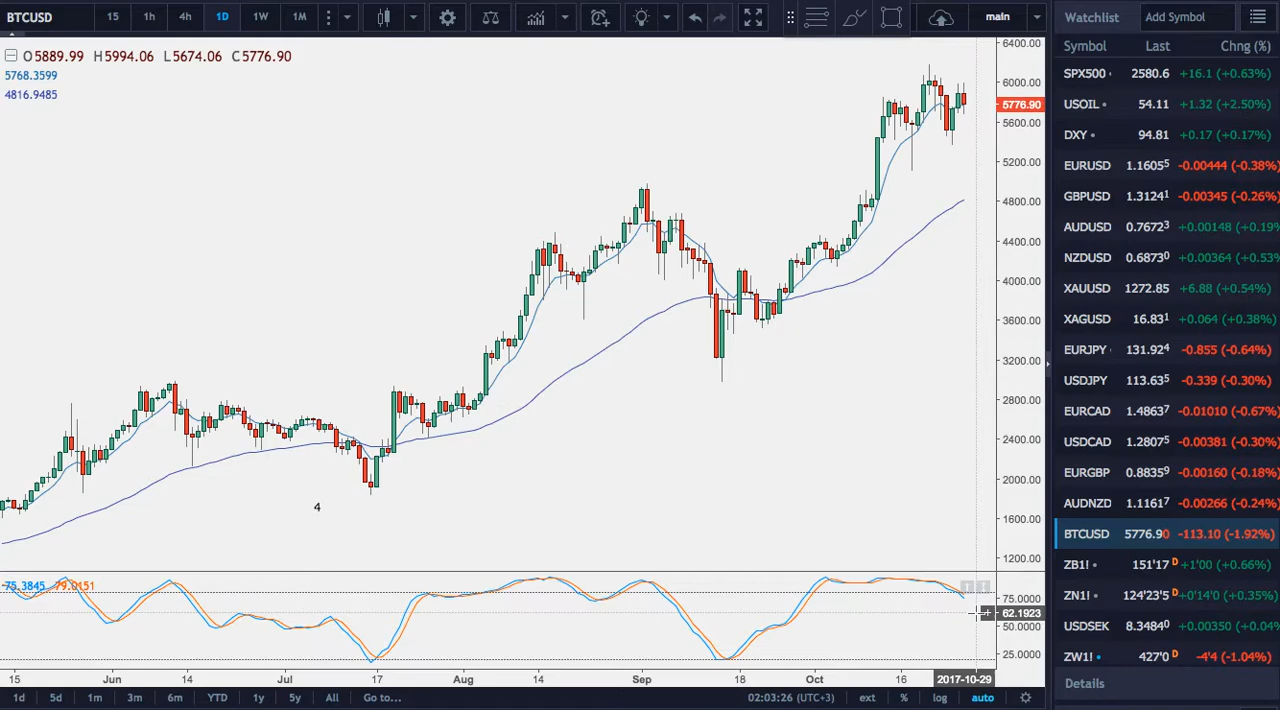 BTCUSD 15 1h 4h 1D 1W 1M main
Watchlist Add Symbol
Symbol Last Chng (%)
O5889.99 H5994.06 L5674.06 C5776.90
5768.3599
4816.9485
4
6400.00
6000.00
5776.90
5600.00
5200.00
4800.00
4400.00
4000.00
3600.00
3200.00
2800.00
2400.00
2000.00
1600.00
1200.00
75.3845 79.0151
75.0000
62.1923
50.0000
25.0000
15 Jun 14 Jul 17 Aug 14 Sep 18 Oct 16 2017-10-29
1d 5d 1m 3m 6m YTD 1y 5y All Go to... 02:03:26 (UTC+3) ext % log auto
SPX500 2580.6 +16.1 (+0.63%)
USOIL 54.11 +1.32 (+2.50%)
DXY 94.81 +0.17 (+0.17%)
EURUSD 1.16055 -0.00444 (-0.38%)
GBPUSD 1.31241 -0.00345 (-0.26%)
AUDUSD 0.76723 +0.00148 (+0.19%
NZDUSD 0.68730 +0.00364 (+0.53%
XAUUSD 1272.85 +6.88 (+0.54%)
XAGUSD 16.831 +0.064 (+0.38%)
EURJPY 131.924 -0.855 (-0.64%)
USDJPY 113.635 -0.339 (-0.30%)
EURCAD 1.48637 -0.01010 (-0.67%)
USDCAD 1.28075 -0.00381 (-0.30%)
EURGBP 0.88359 -0.00160 (-0.18%)
AUDNZD 1.11617 -0.00266 (-0.24%)
BTCUSD 5776.90 -113.10 (-1.92%)
ZB1! 151'17 D +1'00 (+0.66%)
ZN1! 124'23'5 D +0'14'0 (+0.35%)
USDSEK 8.34840 +0.00350 (+0.04%
ZW1! 427'0 D -4'4 (-1.04%)
Details